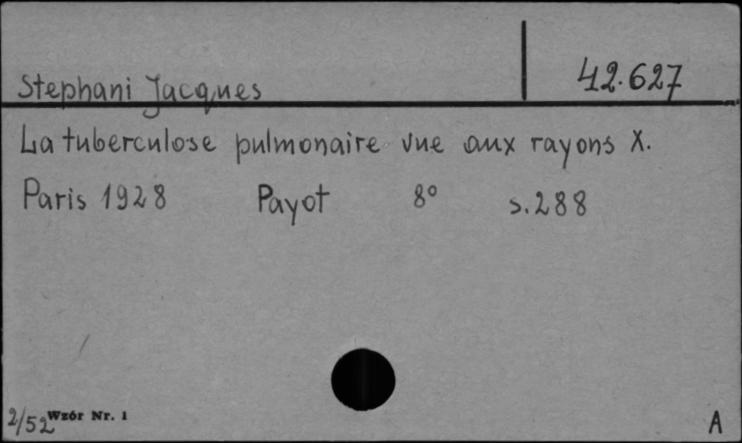 Stephani Jacques 42.627
La tuberculose pulmonaire vue aux rayons X.
Paris 1928 Payot 8° s.288
2/52 Wzór Nr. 1 A